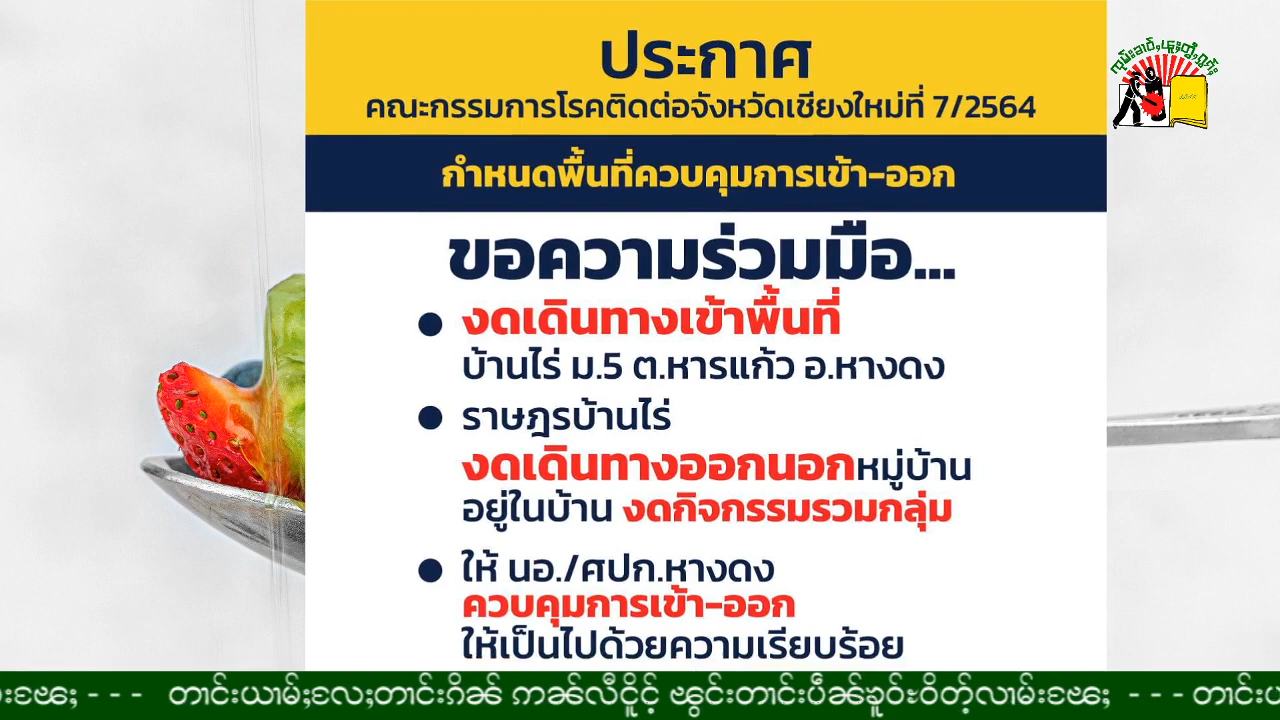 ประกาศ
คณะกรรมการโรคติดต่อจังหวัดเชียงใหม่ที่ 7/2564
กำหนดพื้นที่ควบคุมการเข้า-ออก
ขอความร่วมมือ...
● งดเดินทางเข้าพื้นที่
บ้านไร่ ม.5 ต.หารแก้ว อ.หางดง
● ราษฎรบ้านไร่
งดเดินทางออกนอกหมู่บ้าน
อยู่ในบ้าน งดกิจกรรมรวมกลุ่ม
● ให้ นอ./ศปก.หางดง
ควบคุมการเข้า-ออก
ให้เป็นไปด้วยความเรียบร้อย